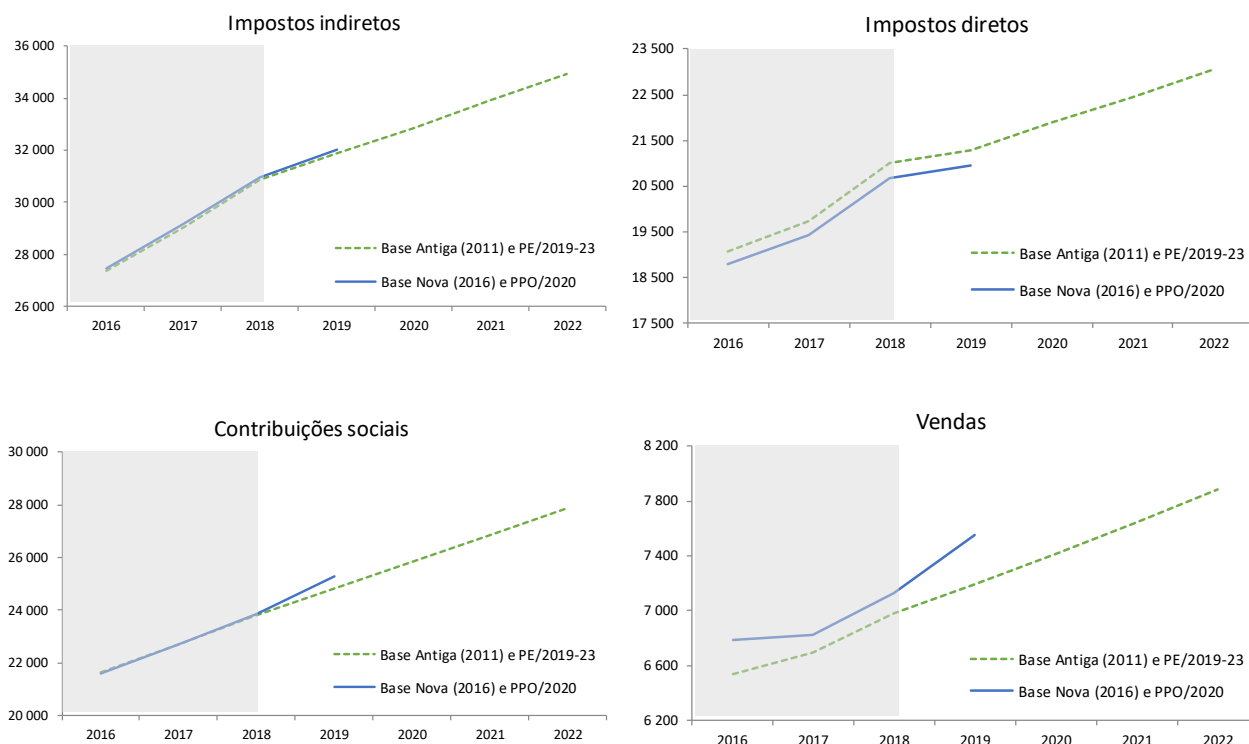 Impostos indiretos
36 000
34 000
32 000
30 000
28 000
26 000
2016 2017 2018 2019 2020 2021 2022
Base Antiga (2011) e PE/2019-23
Base Nova (2016) e PPO/2020
Impostos diretos
23 500
22 500
21 500
20 500
19 500
18 500
17 500
2016 2017 2018 2019 2020 2021 2022
Base Antiga (2011) e PE/2019-23
Base Nova (2016) e PPO/2020
Contribuições sociais
30 000
28 000
26 000
24 000
22 000
20 000
2016 2017 2018 2019 2020 2021 2022
Base Antiga (2011) e PE/2019-23
Base Nova (2016) e PPO/2020
Vendas
8 200
7 800
7 400
7 000
6 600
6 200
2016 2017 2018 2019 2020 2021 2022
Base Antiga (2011) e PE/2019-23
Base Nova (2016) e PPO/2020